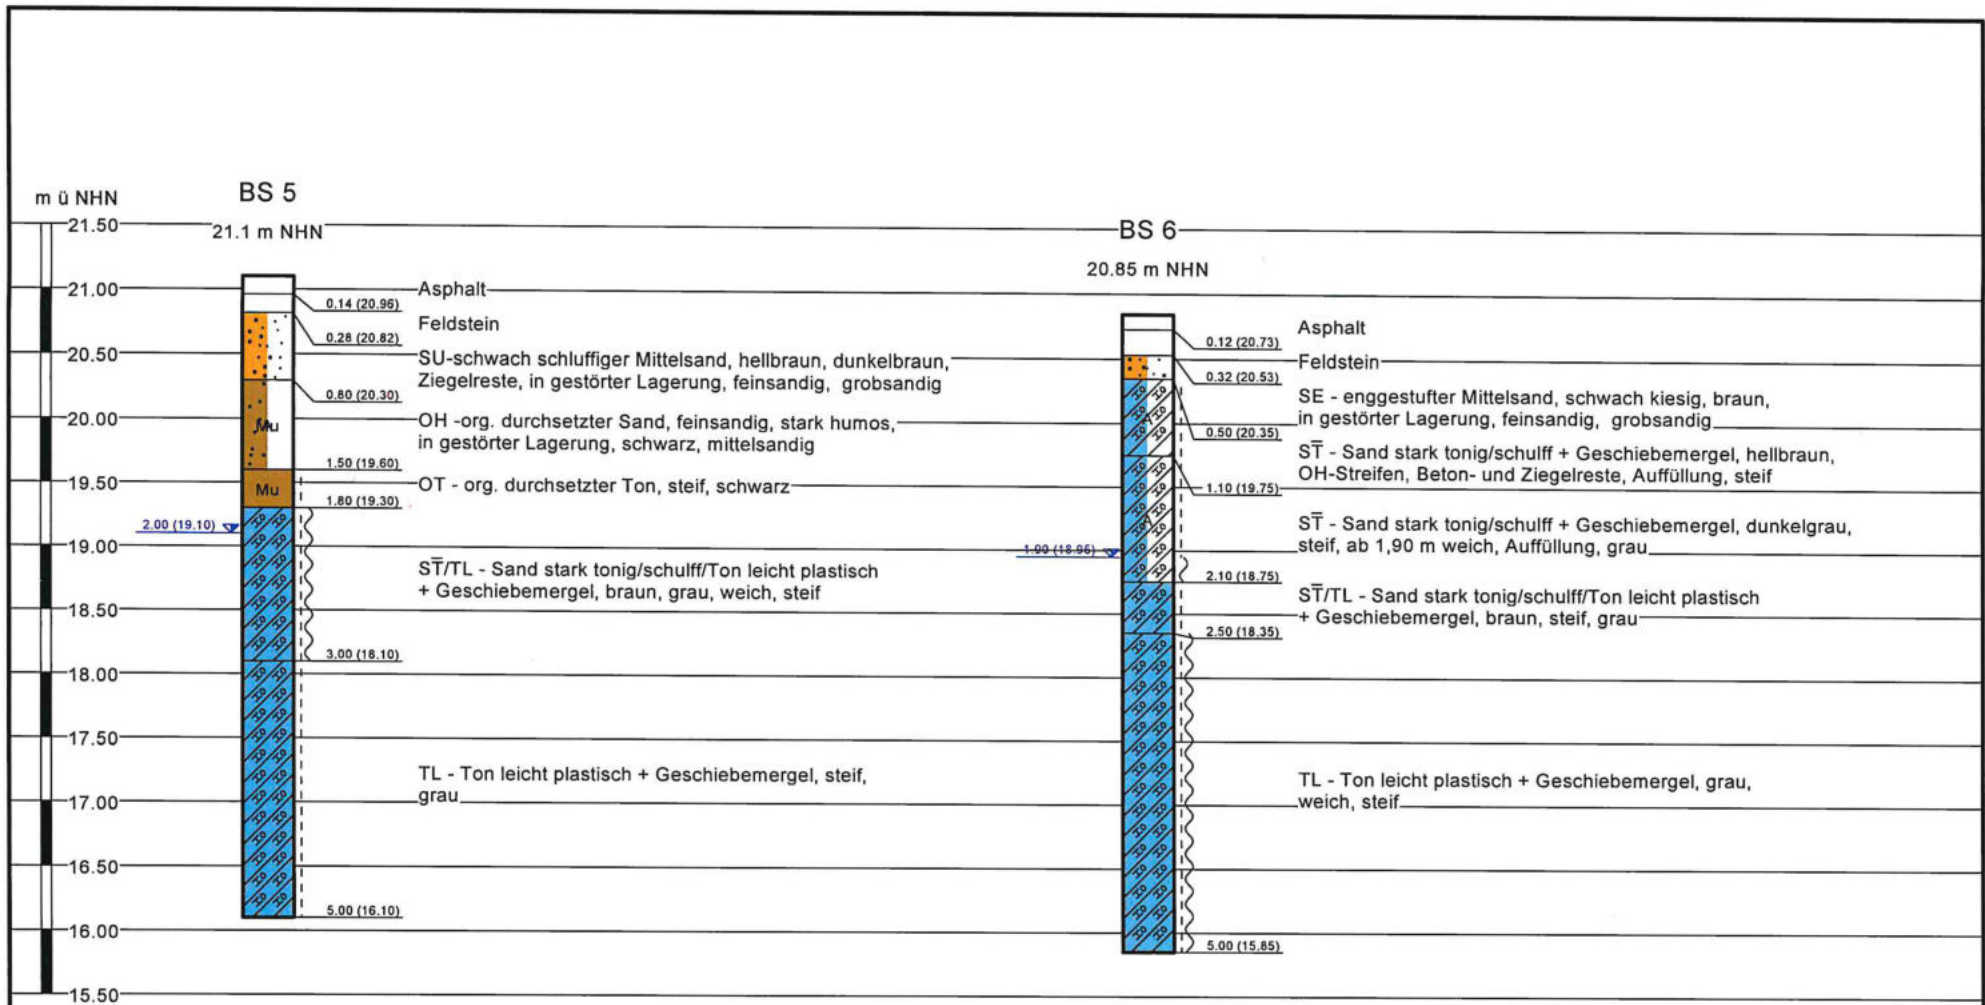 m ü NHN
21.50
21.00
20.50
20.00
19.50
19.00
18.50
18.00
17.50
17.00
16.50
16.00
15.50
BS 5
21.1 m NHN
0.14 (20.96)
0.28 (20.82)
0.80 (20.30)
1.50 (19.60)
1.80 (19.30)
2.00 (19.10)
3.00 (18.10)
5.00 (16.10)
Mu
Mu
Asphalt
Feldstein
SU-schwach schluffiger Mittelsand, hellbraun, dunkelbraun,
Ziegelreste, in gestörter Lagerung, feinsandig, grobsandig
OH -org. durchsetzter Sand, feinsandig, stark humos,
in gestörter Lagerung, schwarz, mittelsandig
OT - org. durchsetzter Ton, steif, schwarz
ST̅/TL - Sand stark tonig/schulff/Ton leicht plastisch
+ Geschiebemergel, braun, grau, weich, steif
TL - Ton leicht plastisch + Geschiebemergel, steif,
grau
BS 6
20.85 m NHN
0.12 (20.73)
0.32 (20.53)
0.50 (20.35)
1.10 (19.75)
2.10 (18.75)
2.50 (18.35)
5.00 (15.85)
A
A
Asphalt
Feldstein
SE - enggestufter Mittelsand, schwach kiesig, braun,
in gestörter Lagerung, feinsandig, grobsandig
ST̅ - Sand stark tonig/schulff + Geschiebemergel, hellbraun,
OH-Streifen, Beton- und Ziegelreste, Auffüllung, steif
ST̅ - Sand stark tonig/schulff + Geschiebemergel, dunkelgrau,
steif, ab 1,90 m weich, Auffüllung, grau
ST̅/TL - Sand stark tonig/schulff/Ton leicht plastisch
+ Geschiebemergel, braun, steif, grau
TL - Ton leicht plastisch + Geschiebemergel, grau,
weich, steif